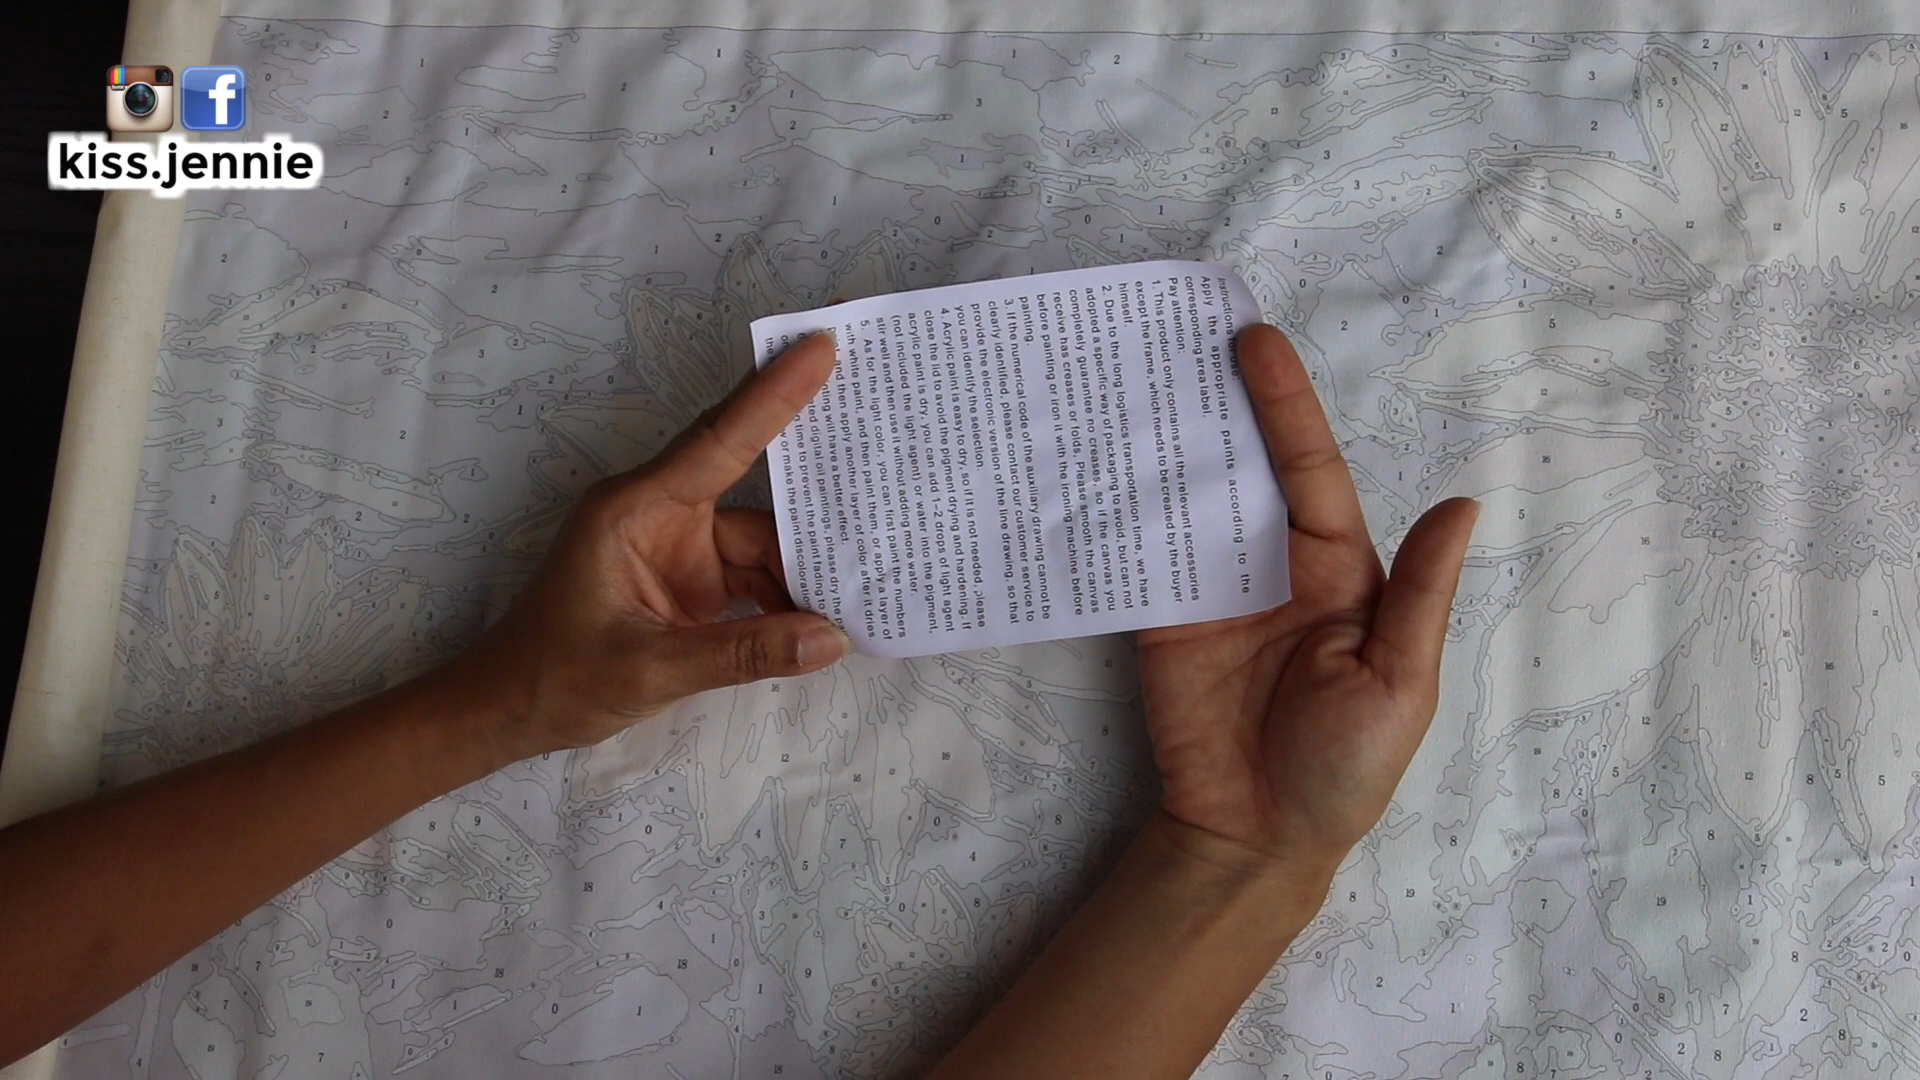 kiss.jennie
Instructions for use:
Apply the appropriate paints according to the
corresponding area label.
Pay attention:
1. This product only contains all the relevant accessories
except the frame, which needs to be created by the buyer
himself.
2. Due to the long logistics transportation time, we have
adopted a specific way of packaging to avoid, but can not
completely guarantee no creases, so if the canvas you
receive has creases or folds, Please smooth the canvas
before painting or iron it with the ironing machine before
painting.
3. If the numerical code of the auxiliary drawing cannot be
clearly identified, please contact our customer service to
provide the electronic version of the line drawing, so that
you can identify the selection.
4. Acrylic paint is easy to dry, so if it is not needed, please
close the lid to avoid the pigment drying and hardening. If
acrylic paint is dry, you can add 1-2 drops of light agent
(not included the light agent) or water into the pigment,
stir well and then use it without adding more water.
5. As for the light color, you can first paint the numbers
with white paint, and then paint them, or apply a layer of
and then apply another layer of color after it dries.
will have a better effect.
digital oil paintings, please dry the
time to prevent the paint fading to
or make the paint discoloration